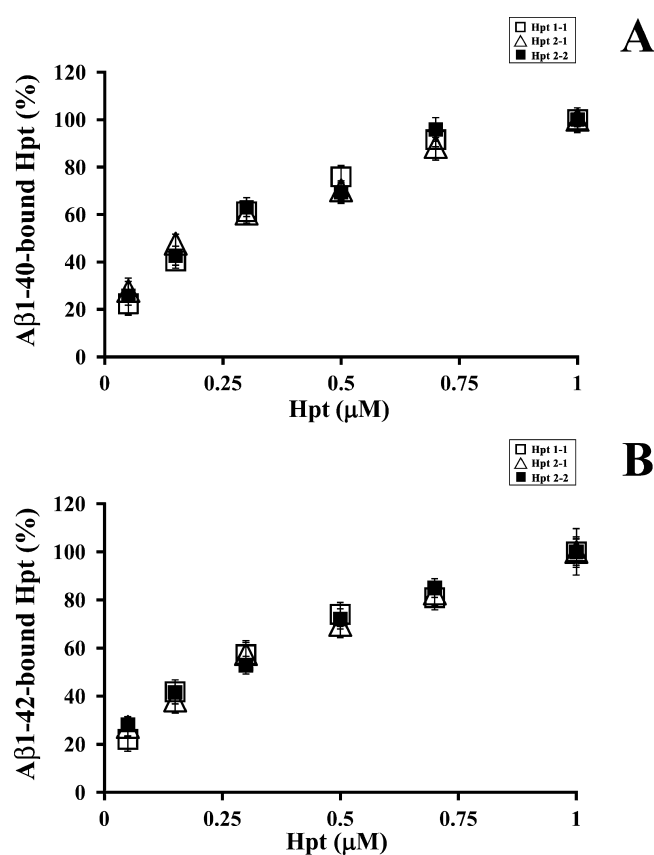 A
Hpt 1-1
Hpt 2-1
Hpt 2-2
Aβ1-40-bound Hpt (%)
120
100
80
60
40
20
0
0 0.25 0.5 0.75 1
Hpt (μM)
B
Hpt 1-1
Hpt 2-1
Hpt 2-2
Aβ1-42-bound Hpt (%)
120
100
80
60
40
20
0
0 0.25 0.5 0.75 1
Hpt (μM)